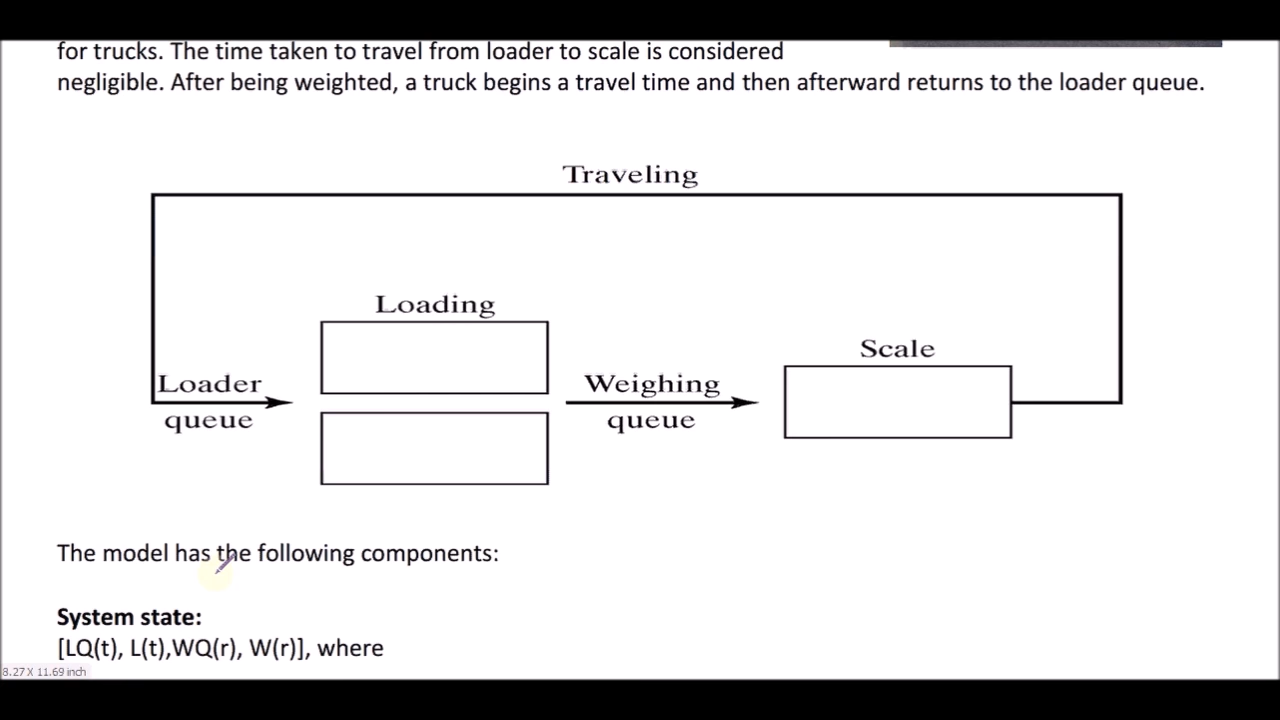 for trucks. The time taken to travel from loader to scale is considered
negligible. After being weighted, a truck begins a travel time and then afterward returns to the loader queue.
Traveling
Loading
Scale
Loader
queue
Weighing
queue
The model has the following components:
System state:
[LQ(t), L(t),WQ(r), W(r)], where
8.27 X 11.69 inch